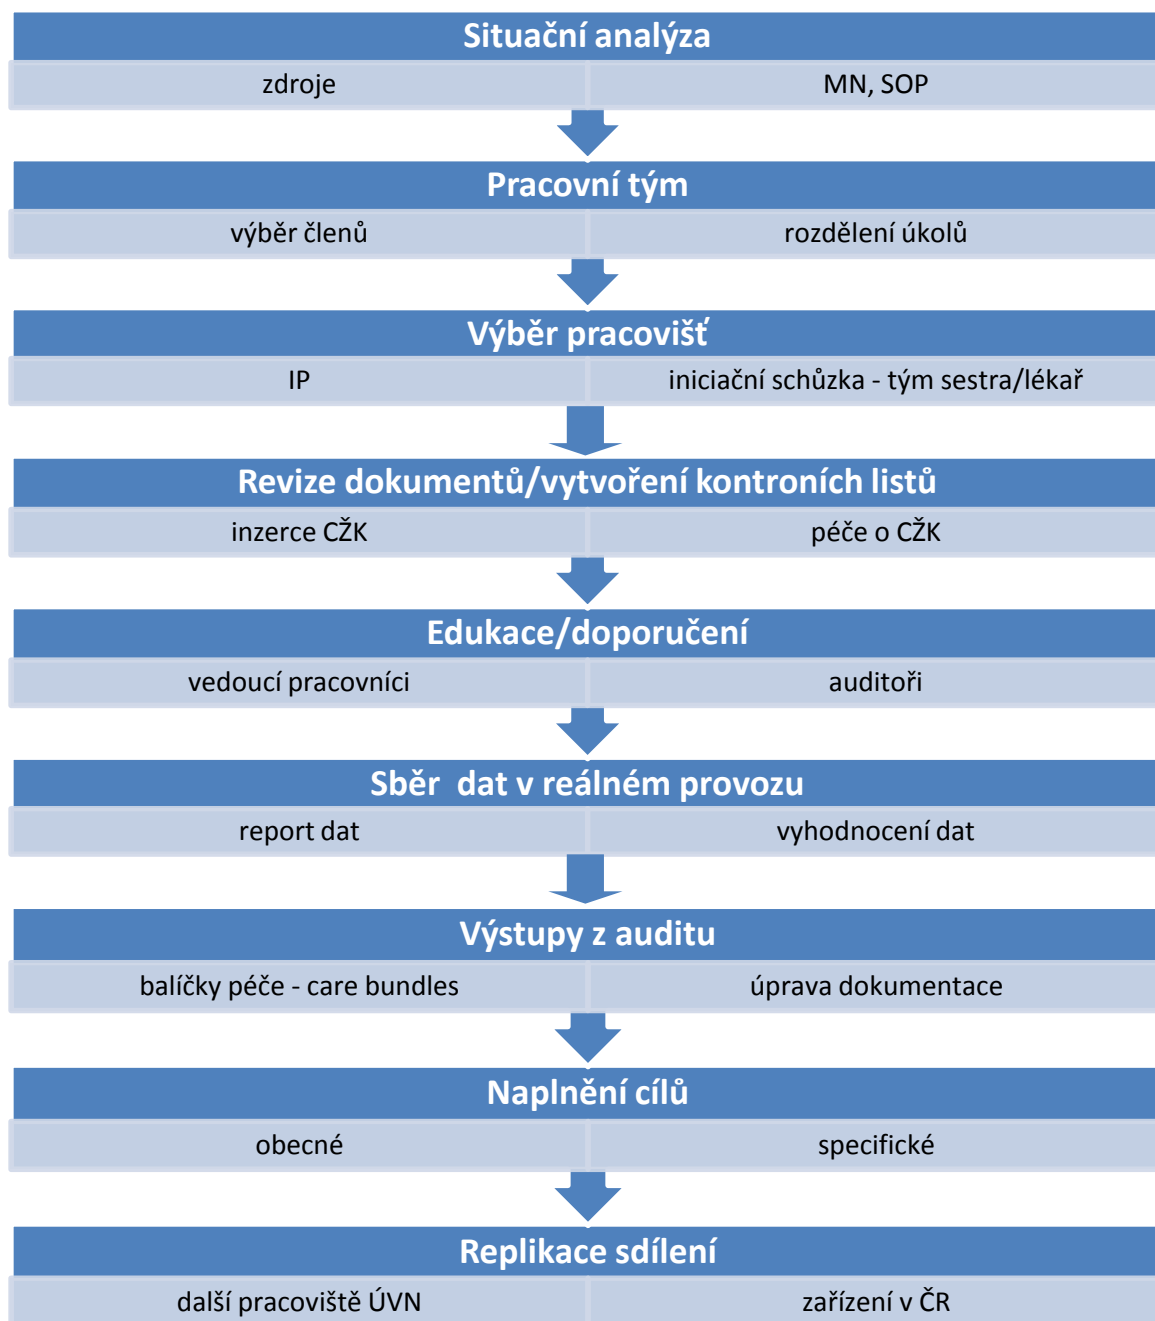 Situační analýza
zdroje
MN, SOP
Pracovní tým
výběr členů
rozdělení úkolů
Výběr pracovišť
IP
iniciační schůzka - tým sestra/lékař
Revize dokumentů/vytvoření kontroních listů
inzerce CŽK
péče o CŽK
Edukace/doporučení
vedoucí pracovníci
auditoři
Sběr  dat v reálném provozu
report dat
vyhodnocení dat
Výstupy z auditu
balíčky péče - care bundles
úprava dokumentace
Naplnění cílů
obecné
specifické
Replikace sdílení
další pracoviště ÚVN
zařízení v ČR